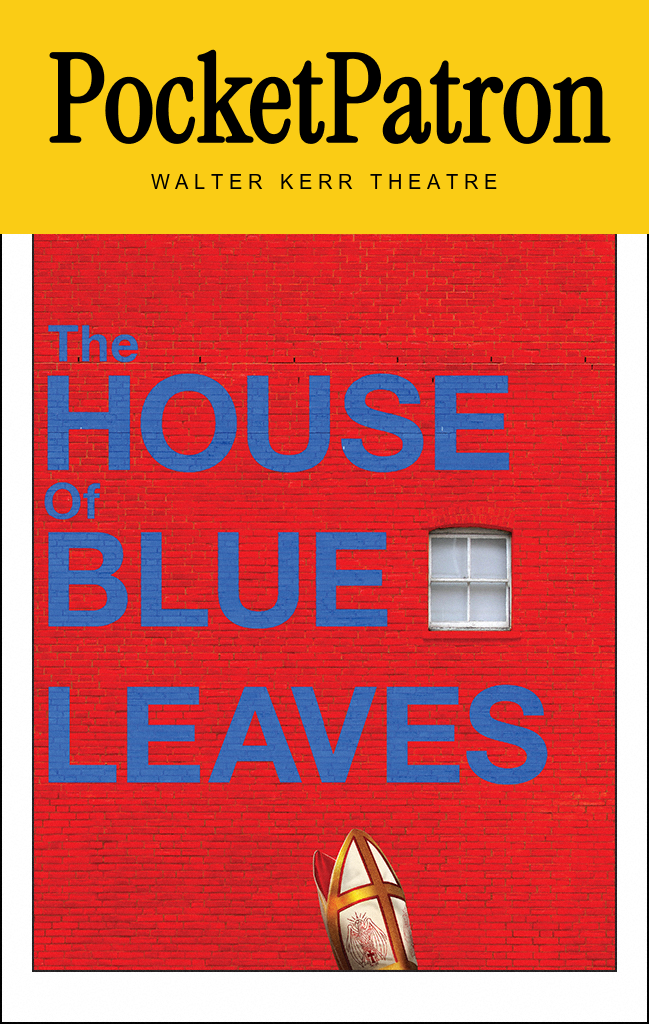 PocketPatron
WALTER KERR THEATRE
The
HOUSE
Of
BLUE
LEAVES